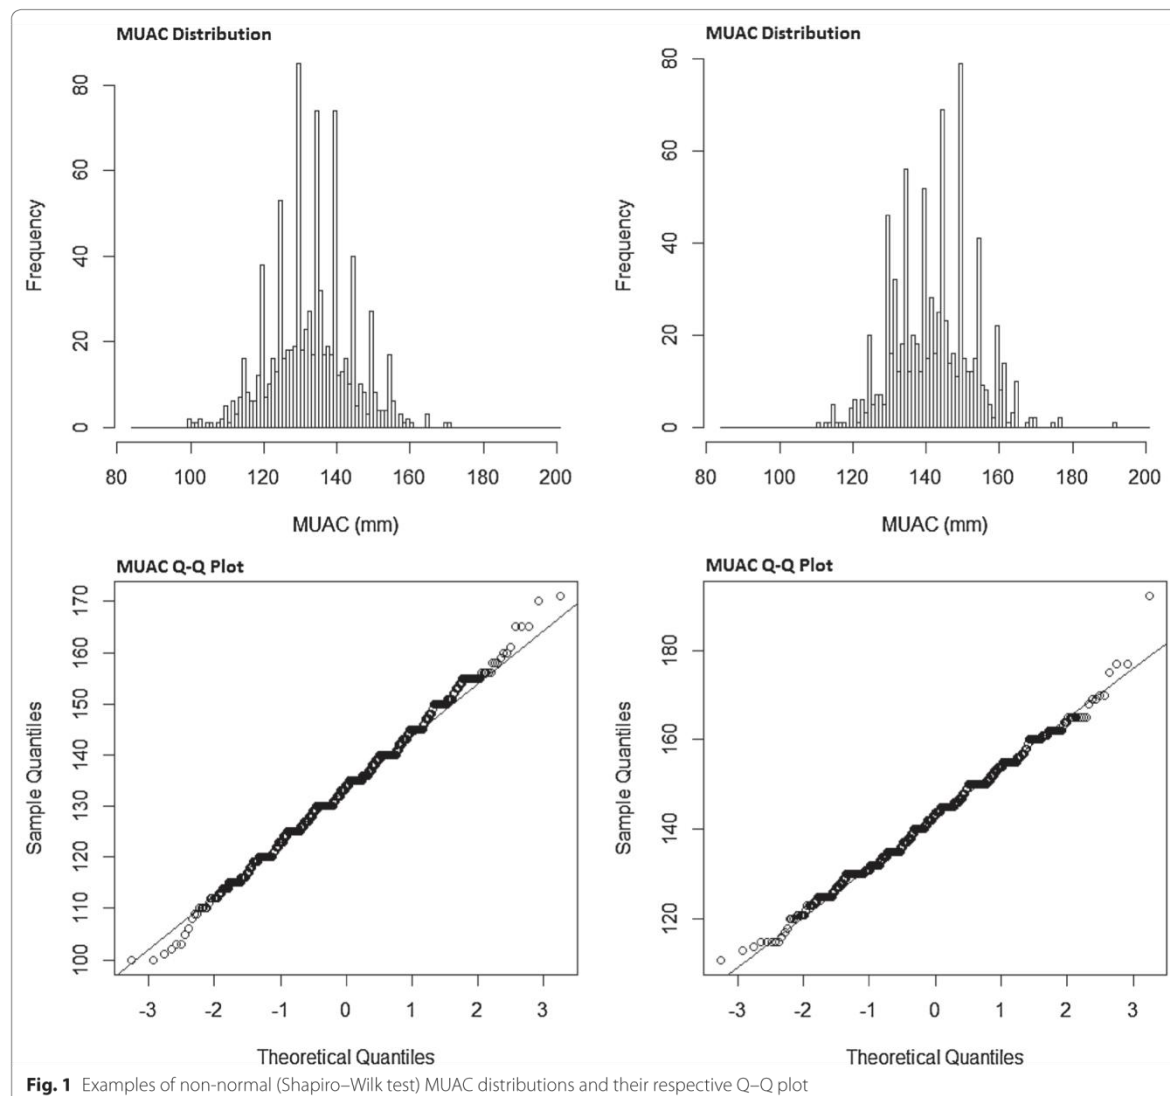 MUAC Distribution
MUAC Distribution
Frequency
0 20 40 60 80
80 100 120 140 160 180 200
MUAC (mm)
Frequency
0 20 40 60 80
80 100 120 140 160 180 200
MUAC (mm)
MUAC Q-Q Plot
MUAC Q-Q Plot
Sample Quantiles
100 110 120 130 140 150 160 170
-3 -2 -1 0 1 2 3
Theoretical Quantiles
Sample Quantiles
120 140 160 180
-3 -2 -1 0 1 2 3
Theoretical Quantiles
Fig. 1 Examples of non-normal (Shapiro–Wilk test) MUAC distributions and their respective Q–Q plot